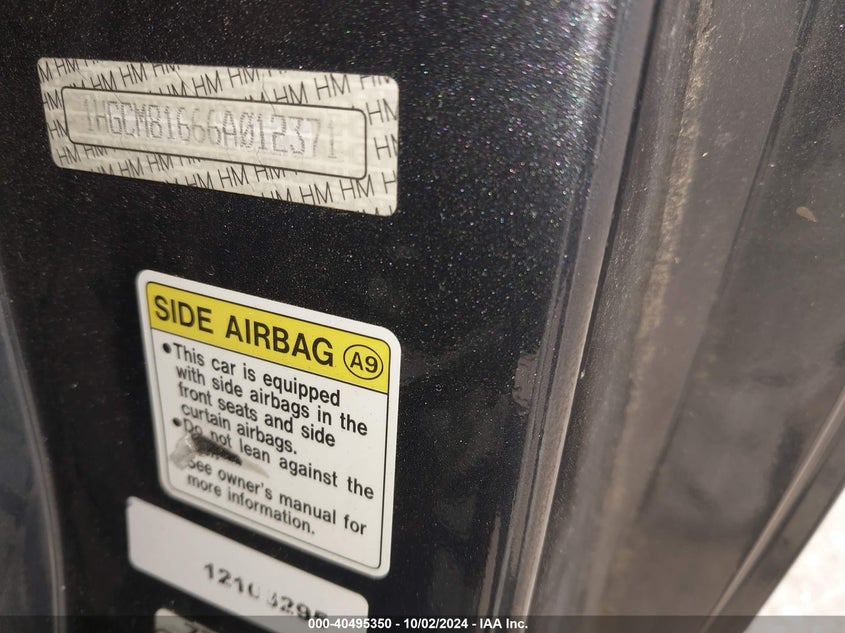 1HGCM81666A012371
SIDE AIRBAG A9
•This car is equipped
with side airbags in the
front seats and side
curtain airbags.
•Do not lean against the
See owner's manual for
more information.
000-40495350 - 10/02/2024 - IAA Inc.